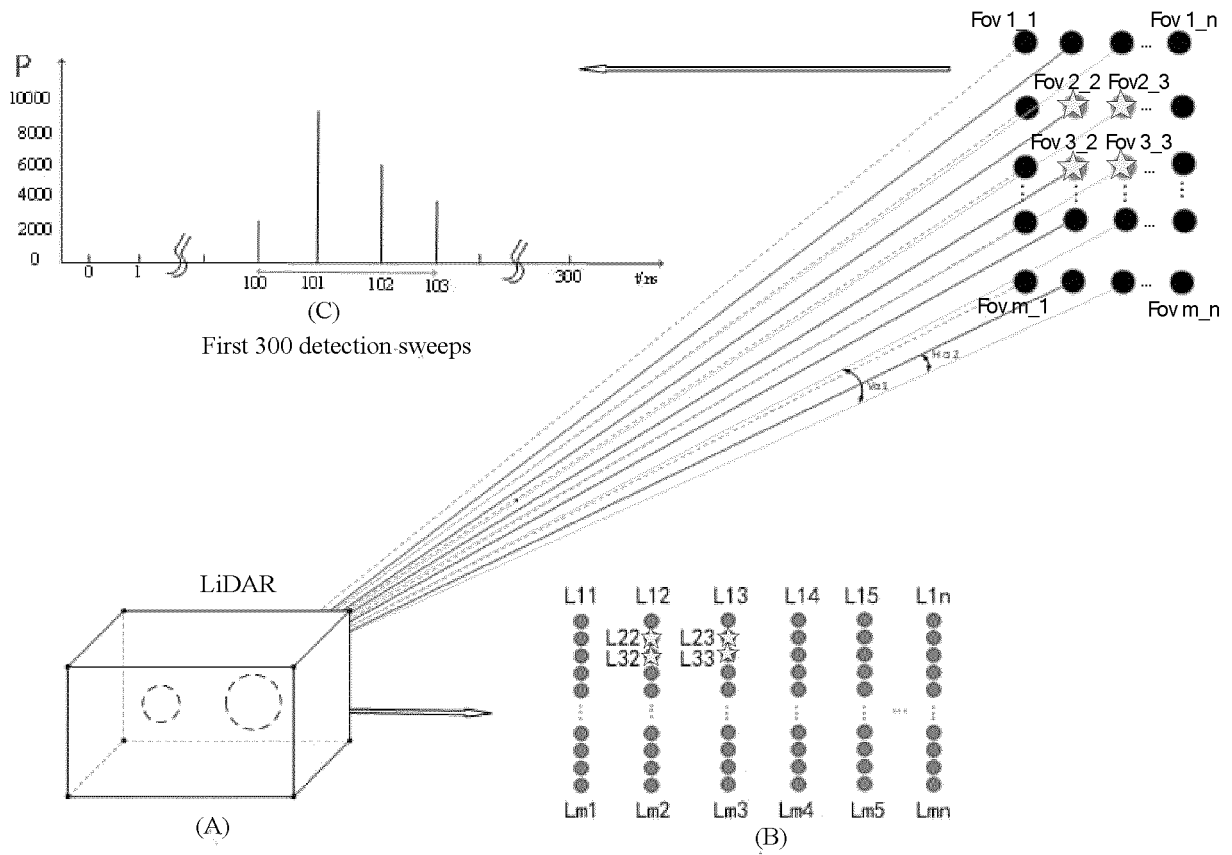 Fov 1_1 Fov 1_n
P
10000
8000
6000
4000
2000
0
0 1 100 101 102 103 300 t/ns
(C)
First 300 detection sweeps
...
Fov 2_2 Fov2_3
...
Fov 3_2 Fov 3_3
...
...
...
Fov m_1 Fov m_n
LiDAR
(A)
L11 L12 L13 L14 L15 L1n
L22 L23
L32 L33
Lm1 Lm2 Lm3 Lm4 Lm5 Lmn
(B)